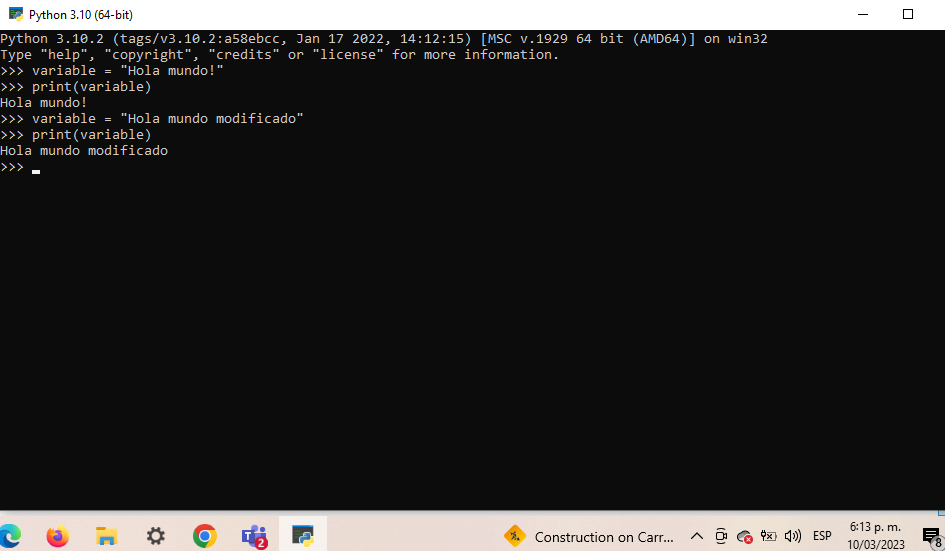 Python 3.10 (64-bit)
Python 3.10.2 (tags/v3.10.2:a58ebcc, Jan 17 2022, 14:12:15) [MSC v.1929 64 bit (AMD64)] on win32
Type "help", "copyright", "credits" or "license" for more information.
>>> variable = "Hola mundo!"
>>> print(variable)
Hola mundo!
>>> variable = "Hola mundo modificado"
>>> print(variable)
Hola mundo modificado
>>>
2
Construction on Carr...
ESP
6:13 p. m.
10/03/2023
8